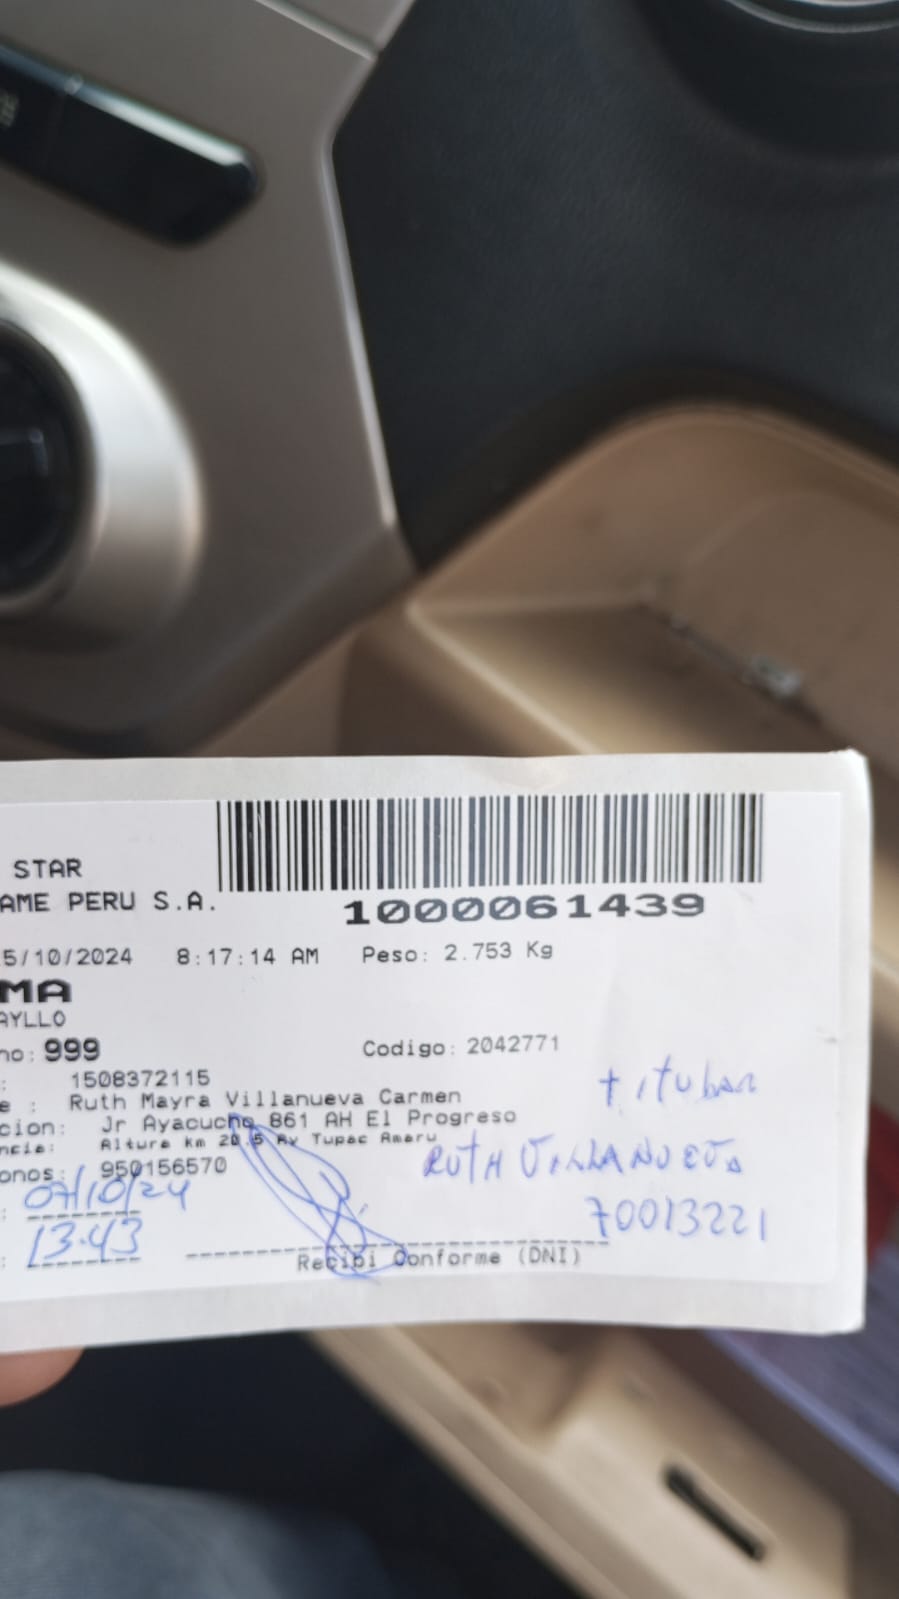 STAR
AME PERU S.A.
1000061439
5/10/2024 8:17:14 AM Peso: 2.753 Kg
MA
AYLLO
no: 999 Codigo: 2042771
: 1508372115
e : Ruth Mayra Villanueva Carmen
titular
cion: Jr Ayacucho 861 AH El Progreso
ncia: Altura km 20.5 Av Tupac Amaru
onos: 950156570
RUTH VILLANUEVA
: 07/10/24
70013221
: 13:43
Recibi Conforme (DNI)